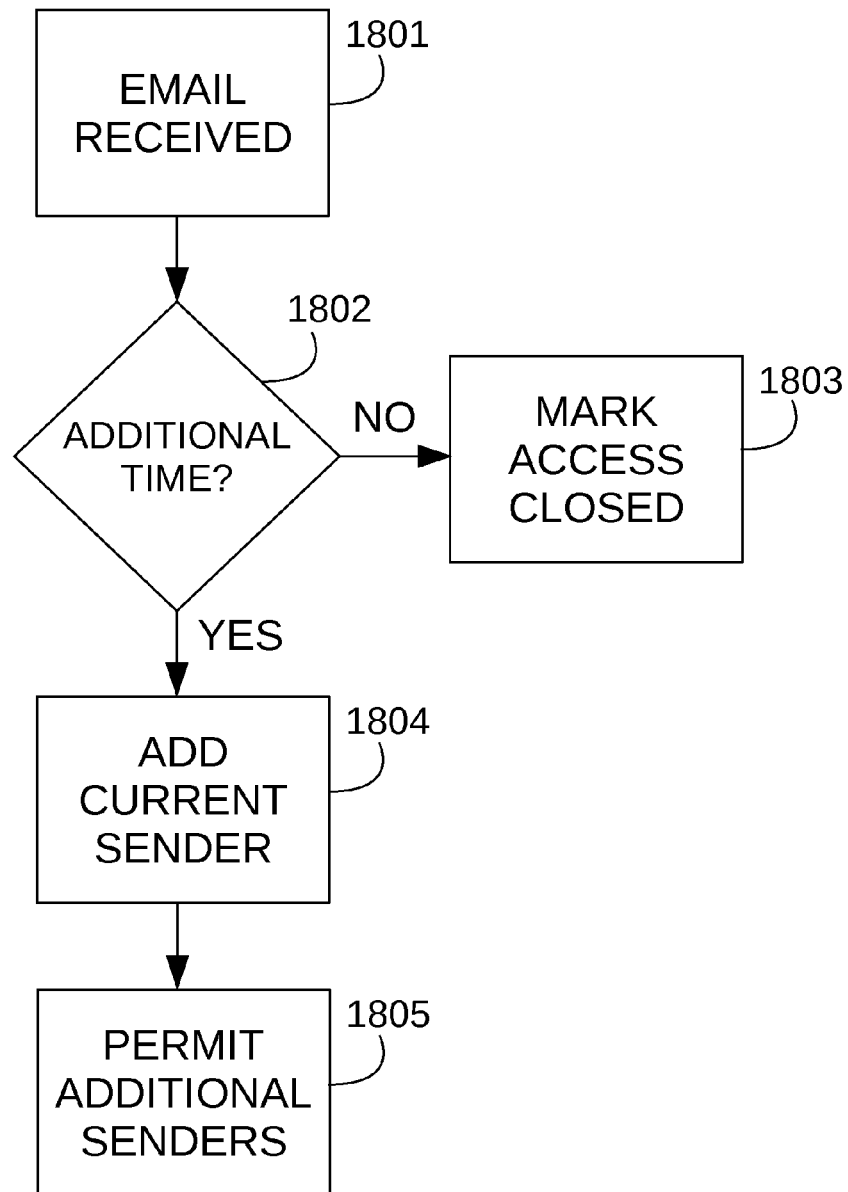 1801
EMAIL
RECEIVED
1802
ADDITIONAL
TIME?
NO
1803
MARK
ACCESS
CLOSED
YES
1804
ADD
CURRENT
SENDER
1805
PERMIT
ADDITIONAL
SENDERS